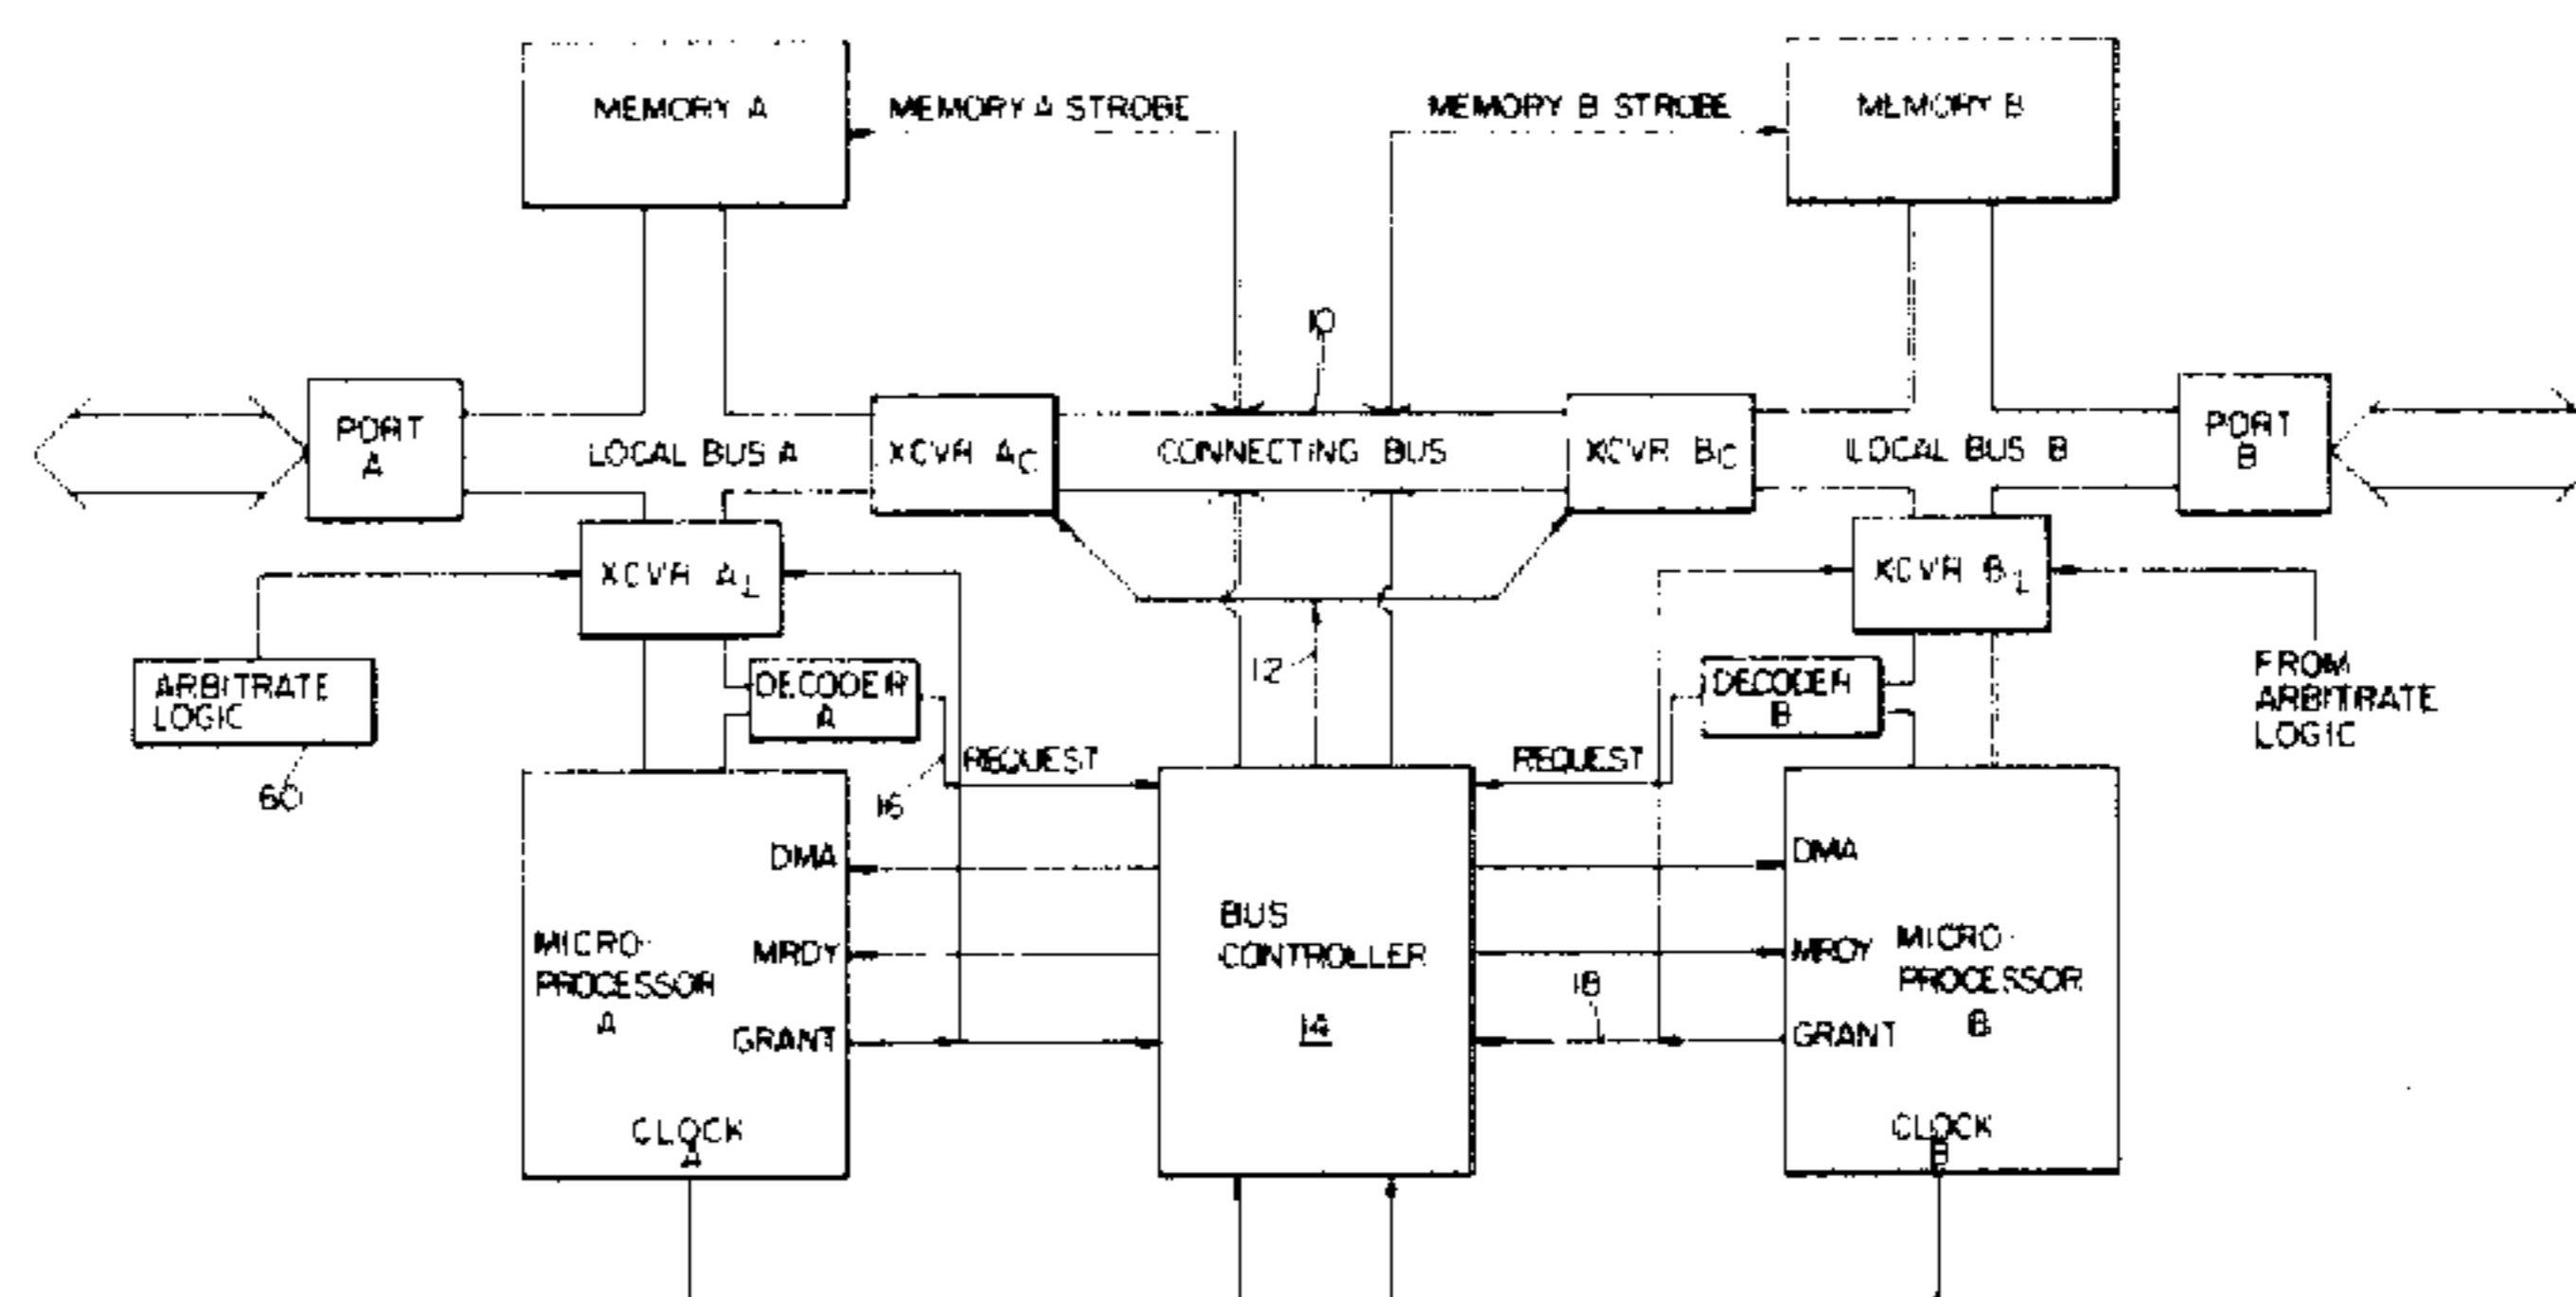 MEMORY A
MEMORY A STROBE
MEMORY B STROBE
MEMORY B
10
PORT
A
LOCAL BUS A
XCVR AC
CONNECTING BUS
XCVR BC
LOCAL BUS B
PORT
B
XCVR AL
XCVR BL
ARBITRATE
LOGIC
60
DECODER
A
12
DECODER
B
FROM
ARBITRATE
LOGIC
16
REQUEST
REQUEST
DMA
MICRO-
PROCESSOR
A
MRDY
GRANT
CLOCK
A
BUS
CONTROLLER
14
18
DMA
MRDY
MICRO-
PROCESSOR
B
GRANT
CLOCK
B